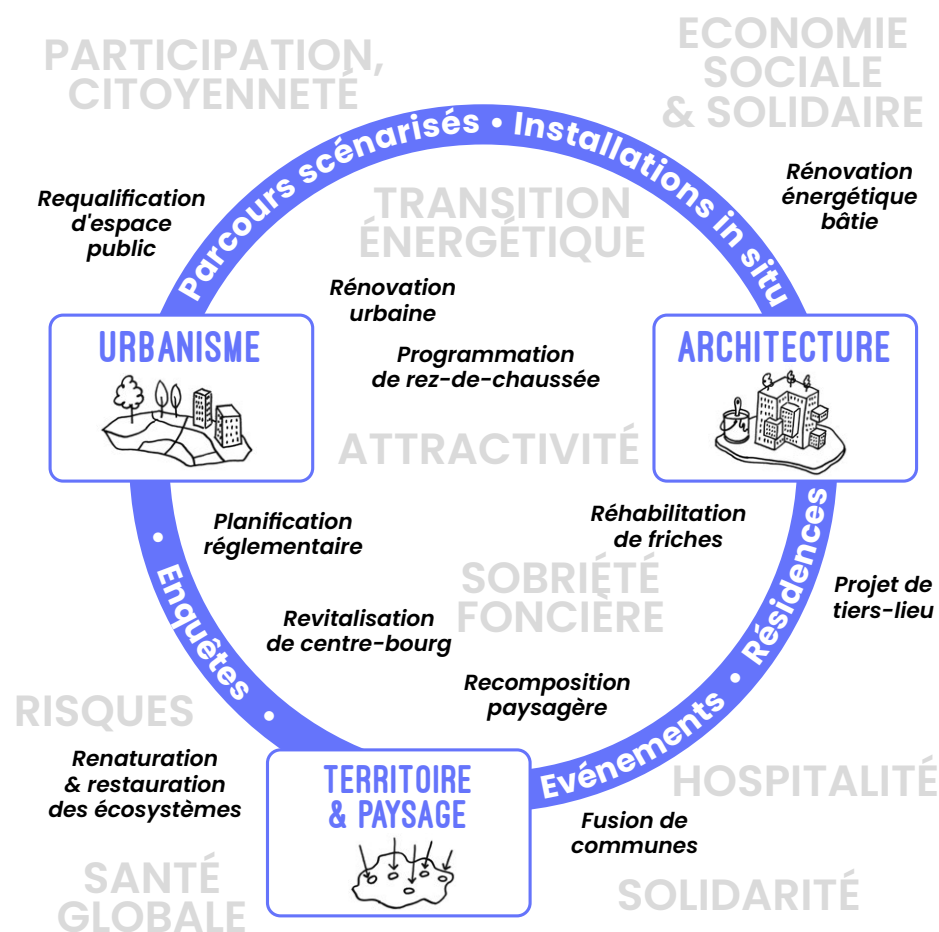 PARTICIPATION,
CITOYENNETÉ
ECONOMIE
SOCIALE
& SOLIDAIRE
Parcours scénarisés • Installations in situ
Requalification
d'espace
public
TRANSITION
ÉNERGÉTIQUE
Rénovation
énergétique
bâtie
Rénovation
urbaine
URBANISME
Programmation
de rez-de-chaussée
ARCHITECTURE
ATTRACTIVITÉ
Planification
réglementaire
Réhabilitation
de friches
• Enquêtes •
Evénements • Résidences
SOBRIÉTÉ
FONCIÈRE
Projet de
tiers-lieu
Revitalisation
de centre-bourg
Recomposition
paysagère
RISQUES
Renaturation
& restauration
des écosystèmes
TERRITOIRE
& PAYSAGE
HOSPITALITÉ
Fusion de
communes
SANTÉ
GLOBALE
SOLIDARITÉ